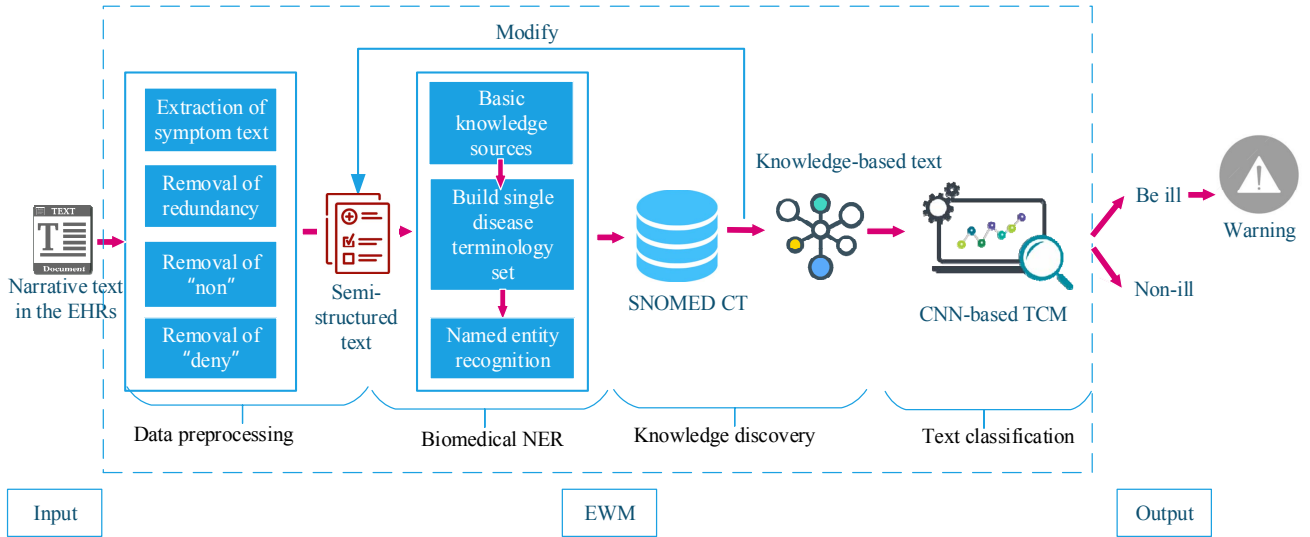 Modify
Extraction of
symptom text
Removal of
redundancy
Removal of
“non”
Removal of
“deny”
Basic
knowledge
sources
Build single
disease
terminology
set
Named entity
recognition
TEXT
T
Document
Narrative text
in the EHRs
Semi-
structured
text
SNOMED CT
Knowledge-based text
CNN-based TCM
Be ill
Non-ill
Warning
Data preprocessing
Biomedical NER
Knowledge discovery
Text classification
Input
EWM
Output